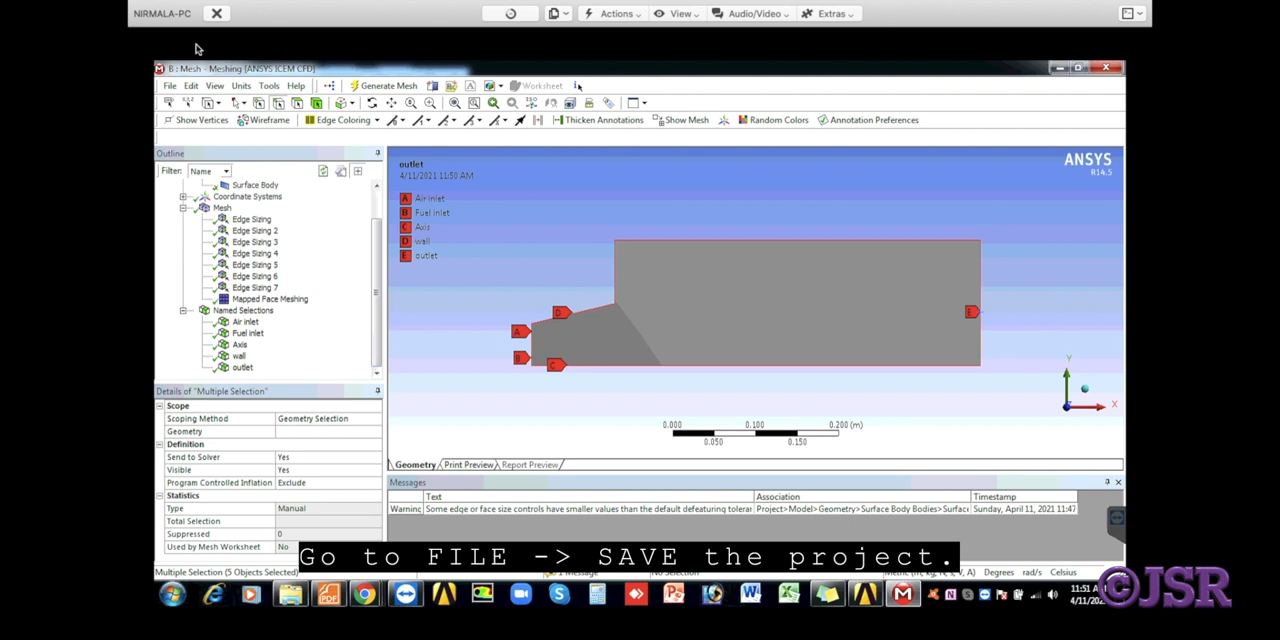 NIRMALA-PC
Actions
View
Audio/Video
Extras
B : Mesh - Meshing [ANSYS ICEM CFD]
File Edit View Units Tools Help
Generate Mesh
Worksheet
Show Vertices
Wireframe
Edge Coloring
Thicken Annotations
Show Mesh
Random Colors
Annotation Preferences
Outline
Filter: Name
Surface Body
Coordinate Systems
Mesh
Edge Sizing
Edge Sizing 2
Edge Sizing 3
Edge Sizing 4
Edge Sizing 5
Edge Sizing 6
Edge Sizing 7
Mapped Face Meshing
Named Selections
Air inlet
Fuel inlet
Axis
wall
outlet
Details of "Multiple Selection"
Scope
Scoping Method Geometry Selection
Geometry
Definition
Send to Solver Yes
Visible Yes
Program Controlled Inflation Exclude
Statistics
Type Manual
Total Selection
Suppressed 0
Used by Mesh Worksheet No
outlet
4/11/2021 11:50 AM
A Air inlet
B Fuel inlet
C Axis
D wall
E outlet
ANSYS
R14.5
D
A
B
C
E
Y
X
0.000 0.100 0.200 (m)
0.050 0.150
Geometry Print Preview Report Preview
Messages
Text Association Timestamp
Warning Some edge or face size controls have smaller values than the default defeaturing toleran Project>Model>Geometry>Surface Body Bodies>Surface Sunday, April 11, 2021 11:47
Go to FILE -> SAVE the project.
Multiple Selection (5 Objects Selected)
1 Message
No Selection
Metric (m, kg, N, s, V, A) Degrees rad/s Celsius
11:51 AM
4/11/202
©JSR